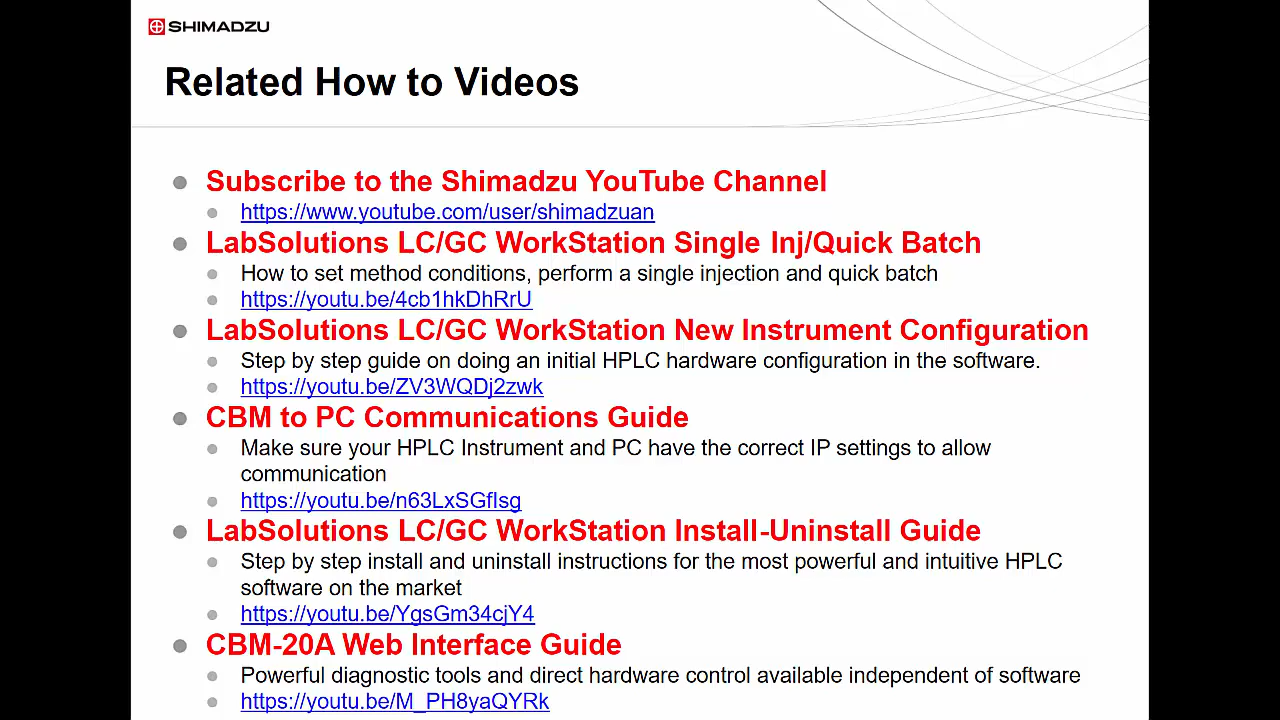 SHIMADZU
Related How to Videos
Subscribe to the Shimadzu YouTube Channel
https://www.youtube.com/user/shimadzuan
LabSolutions LC/GC WorkStation Single Inj/Quick Batch
How to set method conditions, perform a single injection and quick batch
https://youtu.be/4cb1hkDhRrU
LabSolutions LC/GC WorkStation New Instrument Configuration
Step by step guide on doing an initial HPLC hardware configuration in the software.
https://youtu.be/ZV3WQDj2zwk
CBM to PC Communications Guide
Make sure your HPLC Instrument and PC have the correct IP settings to allow
communication
https://youtu.be/n63LxSGfIsg
LabSolutions LC/GC WorkStation Install-Uninstall Guide
Step by step install and uninstall instructions for the most powerful and intuitive HPLC
software on the market
https://youtu.be/YgsGm34cjY4
CBM-20A Web Interface Guide
Powerful diagnostic tools and direct hardware control available independent of software
https://youtu.be/M_PH8yaQYRk